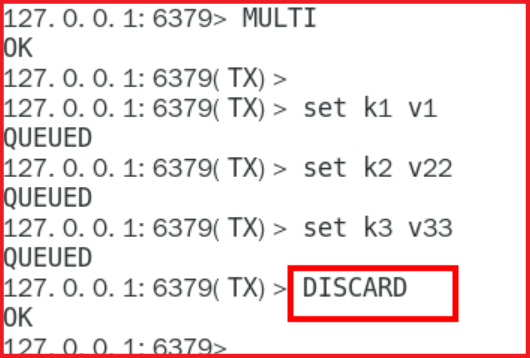 127.0.0.1:6379> MULTI
OK
127.0.0.1:6379(TX)>
127.0.0.1:6379(TX)> set k1 v1
QUEUED
127.0.0.1:6379(TX)> set k2 v22
QUEUED
127.0.0.1:6379(TX)> set k3 v33
QUEUED
127.0.0.1:6379(TX)> DISCARD
OK
127.0.0.1:6379>